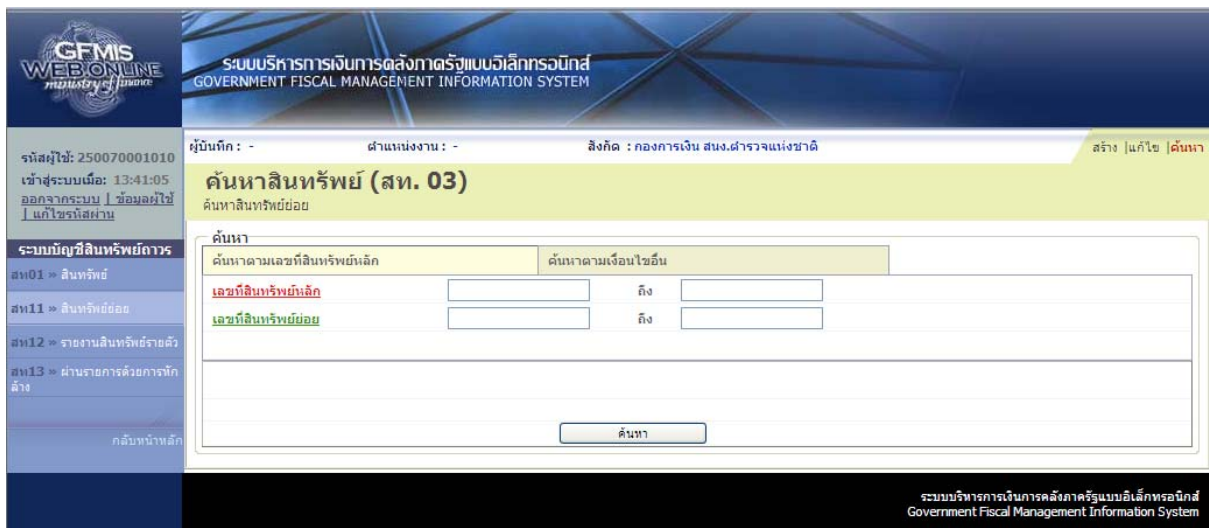 GFMIS
WEB ONLINE
ministry of finance
ระบบบริหารการเงินการคลังภาครัฐแบบอิเล็กทรอนิกส์
GOVERNMENT FISCAL MANAGEMENT INFORMATION SYSTEM
รหัสผู้ใช้: 250070001010
เข้าสู่ระบบเมื่อ: 13:41:05
ออกจากระบบ | ข้อมูลผู้ใช้
| แก้ไขรหัสผ่าน
ผู้บันทึก : - ตำแหน่งงาน : - สังกัด : กองการเงิน สนง.ตำรวจแห่งชาติ
สร้าง |แก้ไข |ค้นหา
ค้นหาสินทรัพย์ (สท. 03)
ค้นหาสินทรัพย์ย่อย
ระบบบัญชีสินทรัพย์ถาวร
สท01 » สินทรัพย์
สท11 » สินทรัพย์ย่อย
สท12 » รายงานสินทรัพย์รายตัว
สท13 » ผ่านรายการด้วยการหัก
ล้าง
กลับหน้าหลัก
ค้นหา
ค้นหาตามเลขที่สินทรัพย์หลัก ค้นหาตามเงื่อนไขอื่น
เลขที่สินทรัพย์หลัก ถึง
เลขที่สินทรัพย์ย่อย ถึง
ค้นหา
ระบบบริหารการเงินการคลังภาครัฐแบบอิเล็กทรอนิกส์
Government Fiscal Management Information System